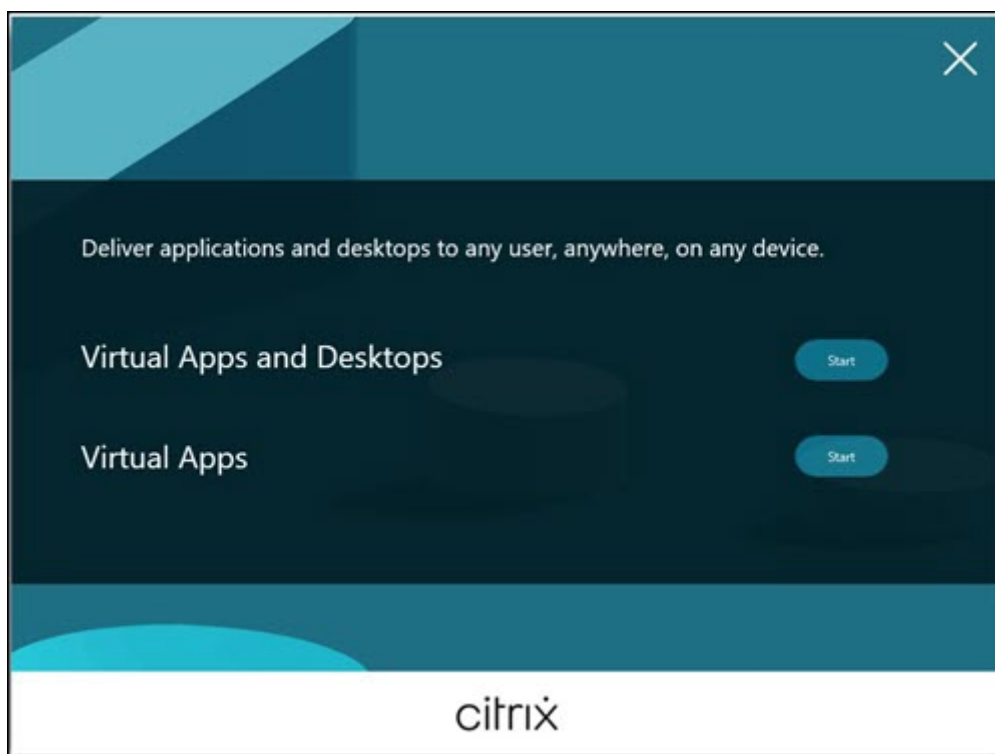 Deliver applications and desktops to any user, anywhere, on any device.
Virtual Apps and Desktops
Start
Virtual Apps
Start
citrix